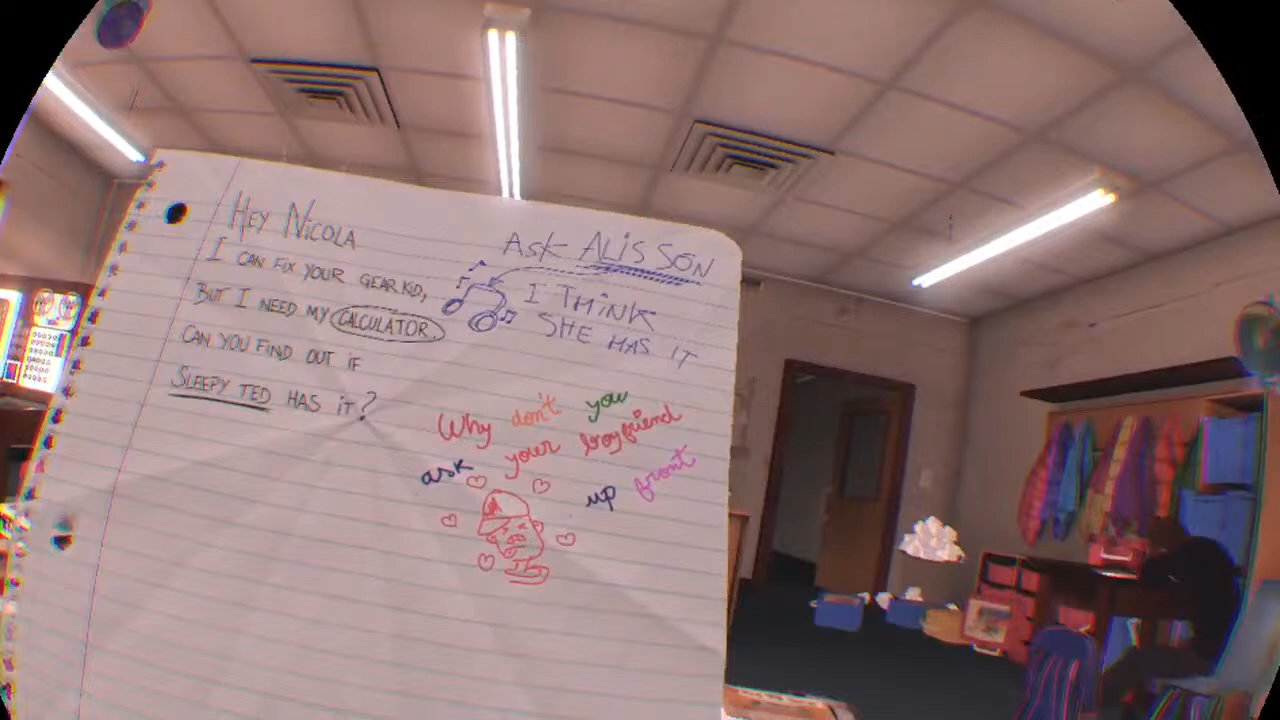 HEY NICOLA
I CAN FIX YOUR GEAR KID,
BUT I NEED MY CALCULATOR.
CAN YOU FIND OUT IF
SLEEPY TED HAS IT?
ASK ALISSON
I THINK
SHE HAS IT
Why don't you
ask your boyfriend
up front